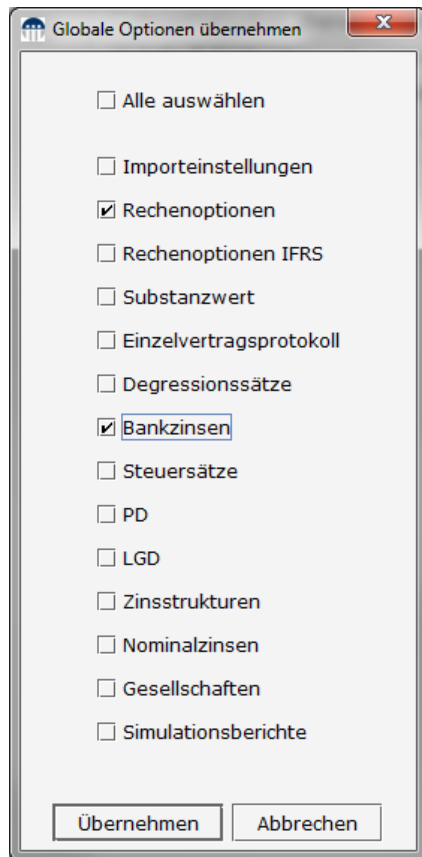 Globale Optionen übernehmen
Alle auswählen
Importeinstellungen
Rechenoptionen
Rechenoptionen IFRS
Substanzwert
Einzelvertragsprotokoll
Degressionssätze
Bankzinsen
Steuersätze
PD
LGD
Zinsstrukturen
Nominalzinsen
Gesellschaften
Simulationsberichte
Übernehmen Abbrechen